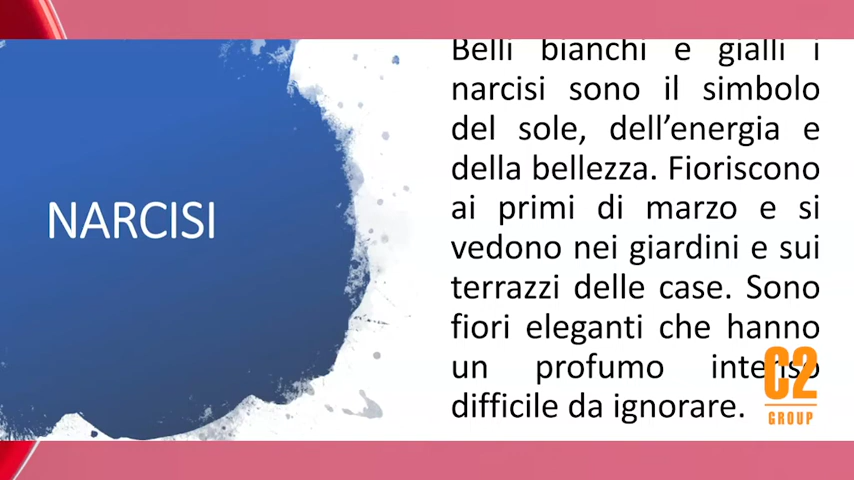 NARCISI
Belli bianchi e gialli i
narcisi sono il simbolo
del sole, dell’energia e
della bellezza. Fioriscono
ai primi di marzo e si
vedono nei giardini e sui
terrazzi delle case. Sono
fiori eleganti che hanno
un profumo intenso
difficile da ignorare.
C2
GROUP